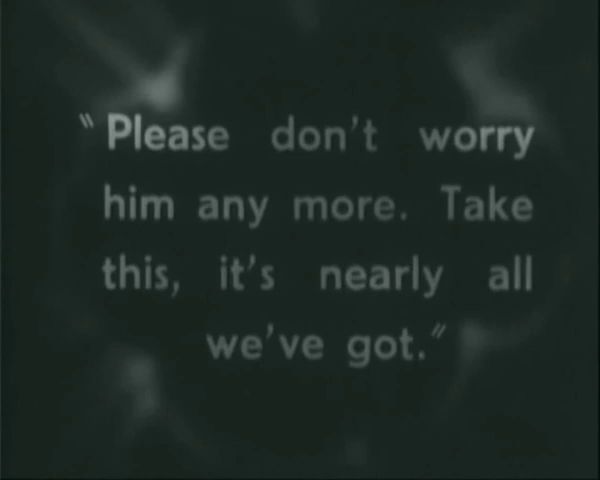 "Please don't worry
him any more. Take
this, it's nearly all
we've got."